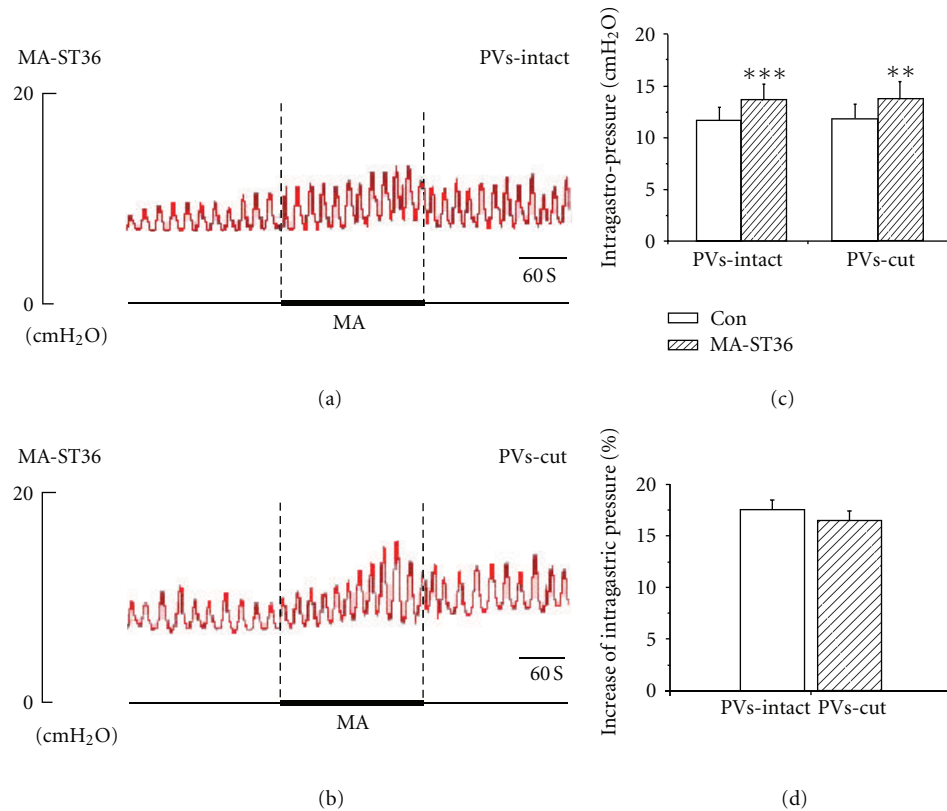 MA-ST36 PVs-intact
20
0
(cmH₂O)
60 S
MA
(a)
Intragastro-pressure (cmH₂O)
20
15
10
5
0
***
**
PVs-intact PVs-cut
Con
MA-ST36
(c)
MA-ST36 PVs-cut
20
0
(cmH₂O)
60 S
MA
(b)
Increase of intragastric pressure (%)
20
15
10
5
0
PVs-intact PVs-cut
(d)